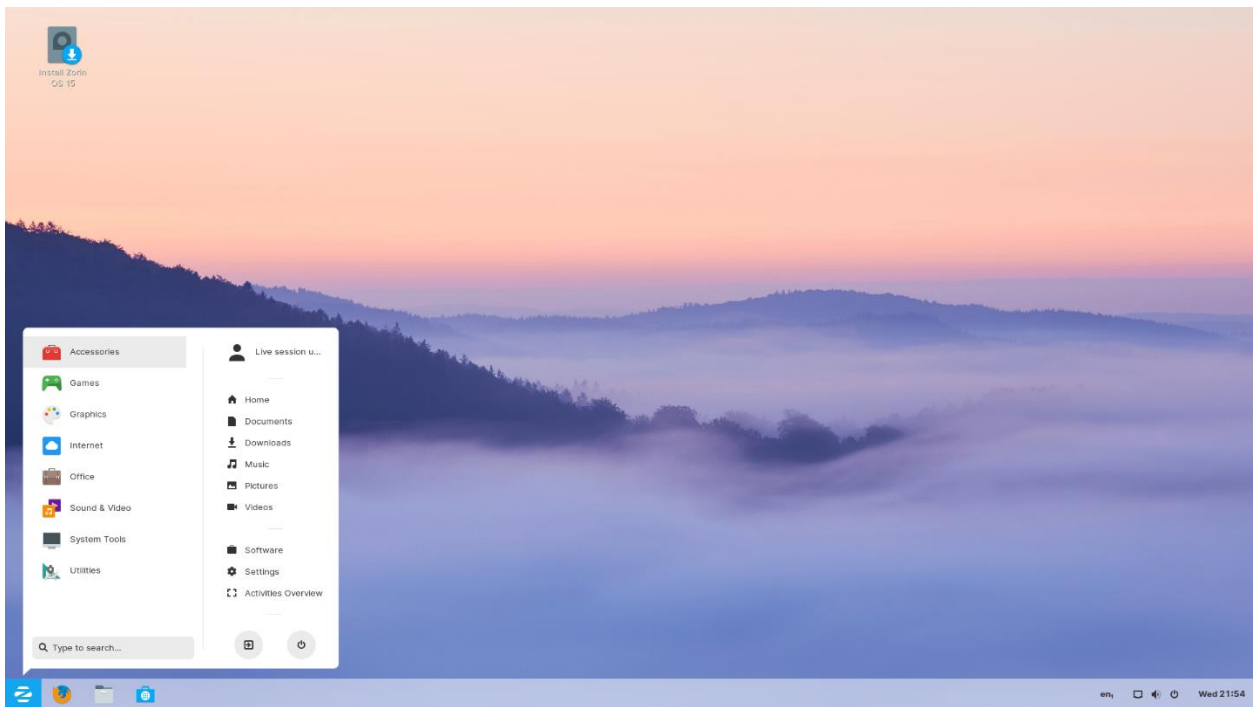 Install Zorin
OS 15
Accessories
Games
Graphics
Internet
Office
Sound & Video
System Tools
Utilities
Type to search...
Live session u...
Home
Documents
Downloads
Music
Pictures
Videos
Software
Settings
Activities Overview
en₁
Wed 21:54